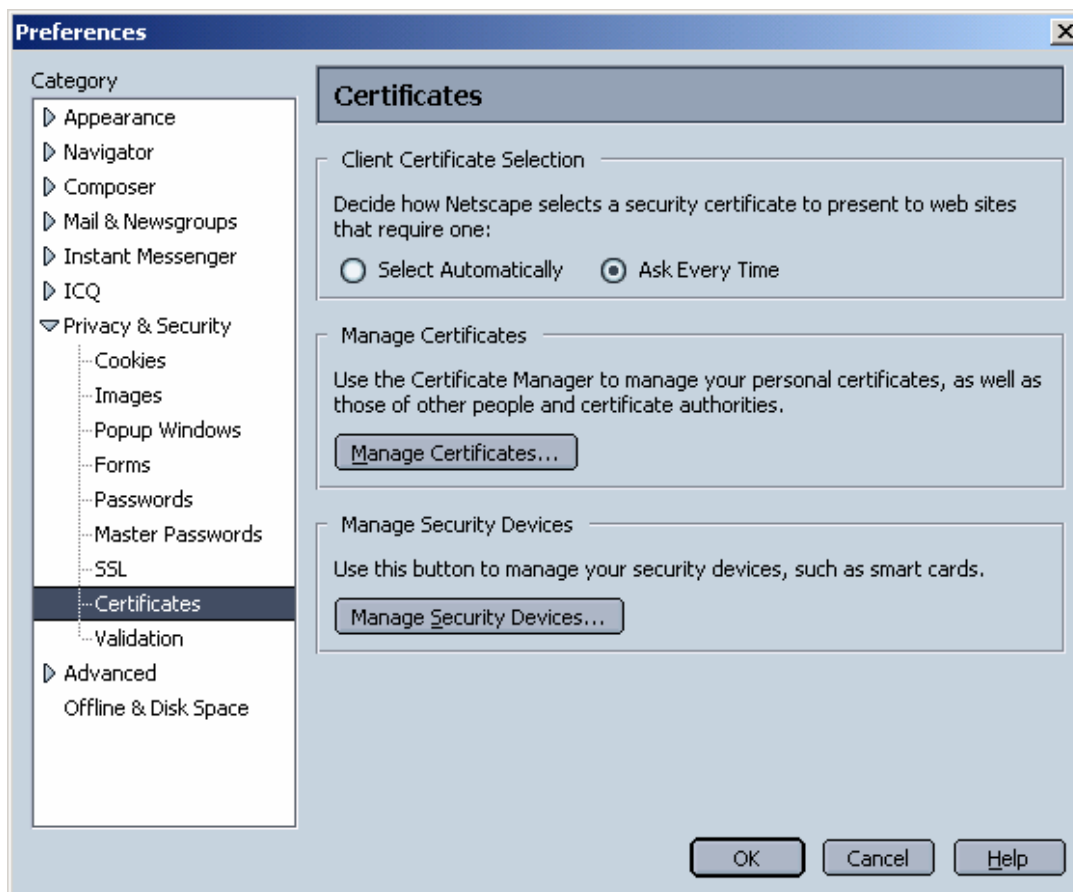 Preferences
Category
Appearance
Navigator
Composer
Mail & Newsgroups
Instant Messenger
ICQ
Privacy & Security
Cookies
Images
Popup Windows
Forms
Passwords
Master Passwords
SSL
Certificates
Validation
Advanced
Offline & Disk Space
Certificates
Client Certificate Selection
Decide how Netscape selects a security certificate to present to web sites
that require one:
Select Automatically Ask Every Time
Manage Certificates
Use the Certificate Manager to manage your personal certificates, as well as
those of other people and certificate authorities.
Manage Certificates...
Manage Security Devices
Use this button to manage your security devices, such as smart cards.
Manage Security Devices...
OK Cancel Help